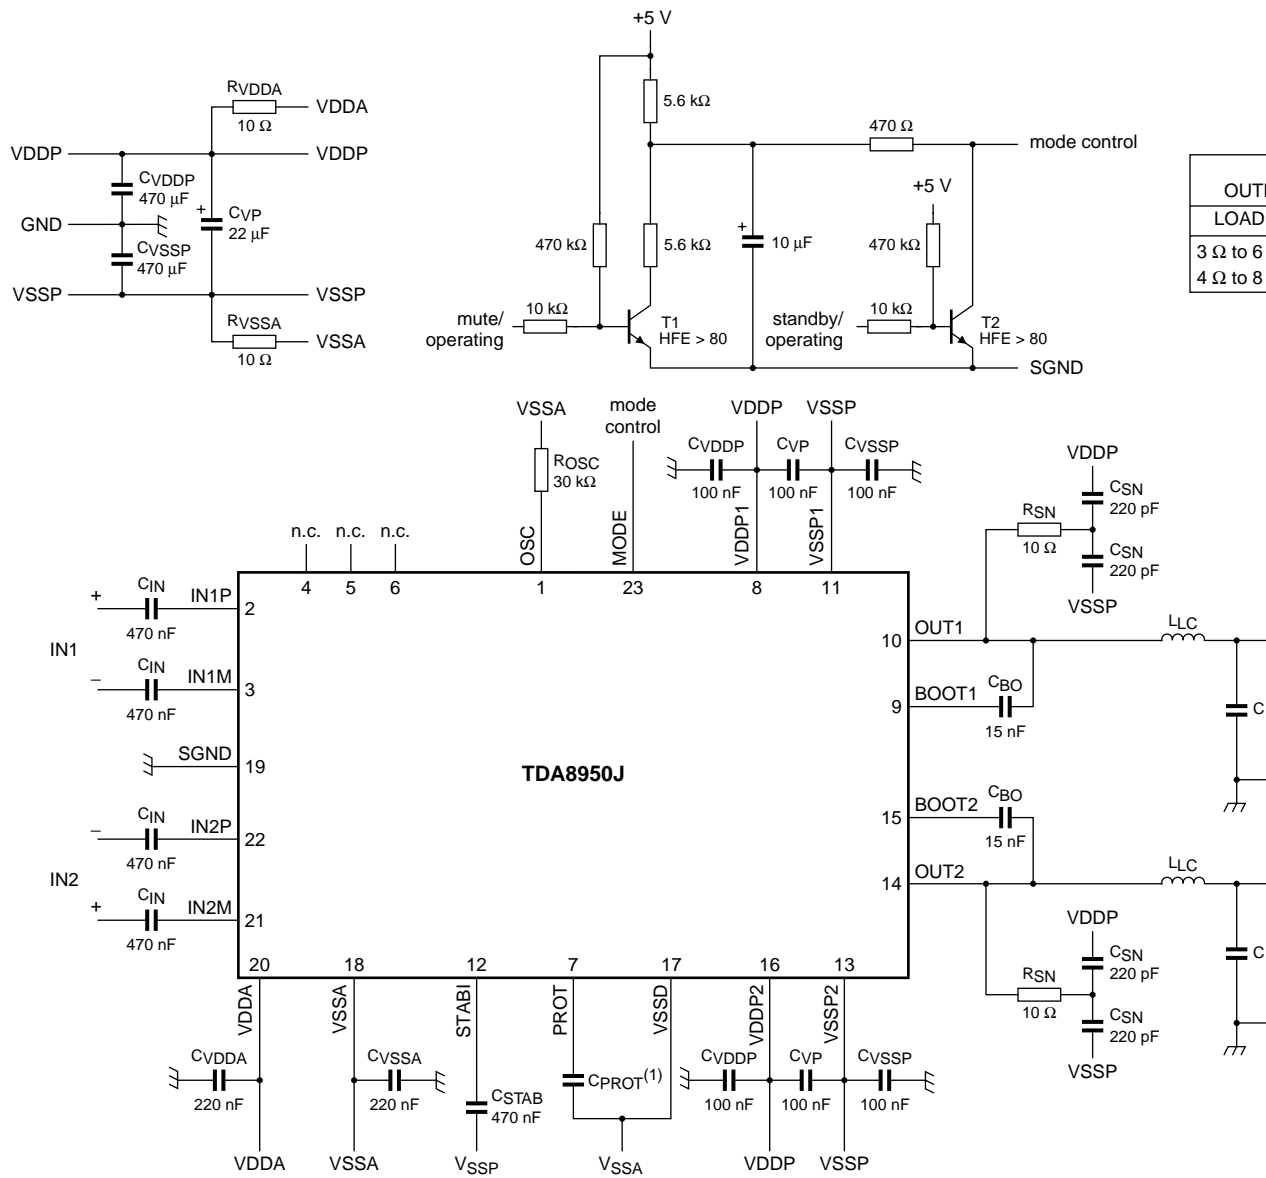 +5 V
RVDDA
10 Ω
VDDA
VDDP
VDDP
CVDDP
470 μF
GND
+
CVP
22 μF
CVSSP
470 μF
VSSP
VSSP
RVSSA
10 Ω
VSSA
5.6 kΩ
470 Ω
mode control
+5 V
470 kΩ
5.6 kΩ
+
10 μF
470 kΩ
mute/
operating
10 kΩ
T1
HFE > 80
standby/
operating
10 kΩ
T2
HFE > 80
SGND
LOAD
3 Ω to 6
4 Ω to 8
VSSA
ROSC
30 kΩ
mode
control
VDDP
VSSP
CVDDP
CVP
CVSSP
100 nF
100 nF
100 nF
n.c.
n.c.
n.c.
OSC
MODE
VDDP1
VSSP1
4
5
6
1
23
8
11
VDDP
CSN
220 pF
RSN
10 Ω
CSN
220 pF
VSSP
IN1
+
CIN
470 nF
IN1P
2
–
CIN
470 nF
IN1M
3
SGND
19
IN2
–
CIN
470 nF
IN2P
22
+
CIN
470 nF
IN2M
21
TDA8950J
10
OUT1
LLC
9
BOOT1
CBO
15 nF
C
15
BOOT2
CBO
15 nF
14
OUT2
LLC
C
VDDP
CSN
220 pF
RSN
10 Ω
CSN
220 pF
VSSP
20
18
12
7
17
16
13
VDDA
VSSA
STABI
PROT
VSSD
VDDP2
VSSP2
CVDDA
220 nF
CVSSA
220 nF
CSTAB
470 nF
CPROT(1)
CVDDP
CVP
CVSSP
100 nF
100 nF
100 nF
VDDA
VSSA
VSSP
VSSA
VDDP
VSSP